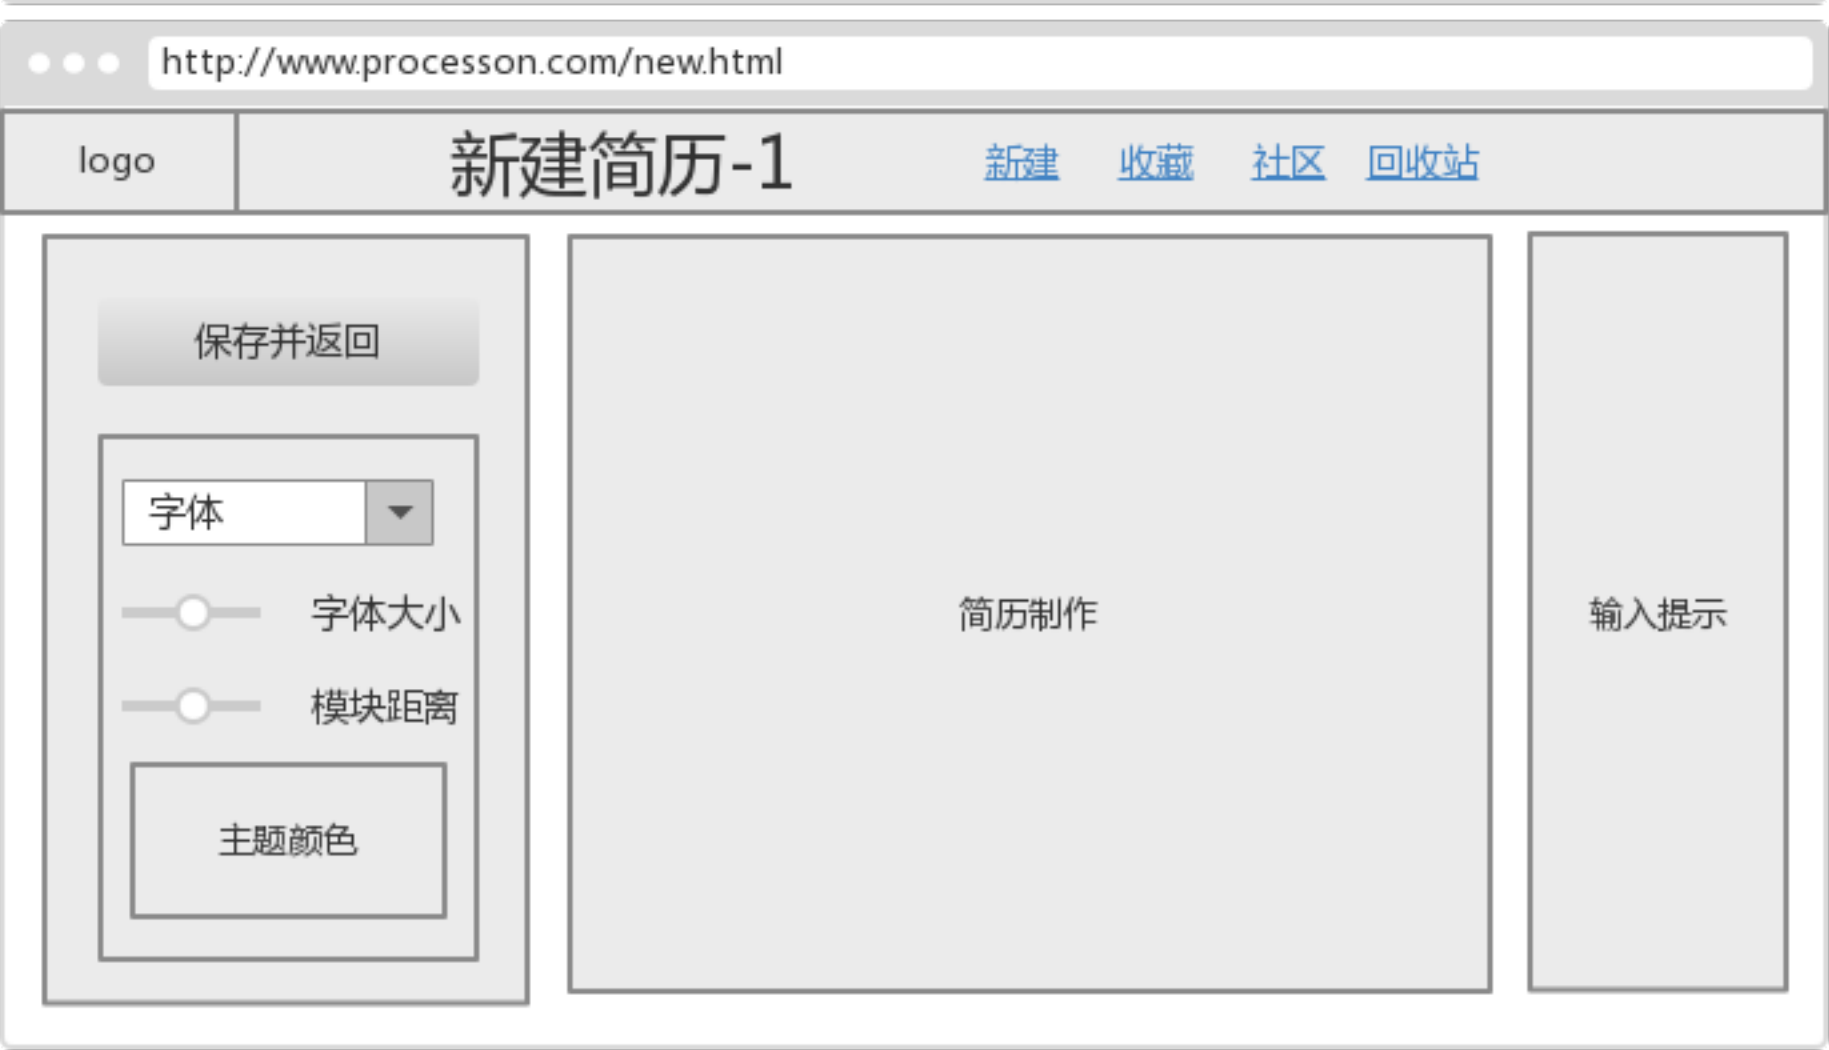 http://www.processon.com/new.html
logo
新建简历-1
新建 收藏 社区 回收站
保存并返回
字体
字体大小
模块距离
主题颜色
简历制作
输入提示